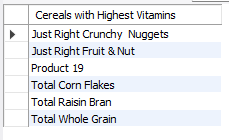 Cereals with Highest Vitamins
Just Right Crunchy  Nuggets
Just Right Fruit & Nut
Product 19
Total Corn Flakes
Total Raisin Bran
Total Whole Grain